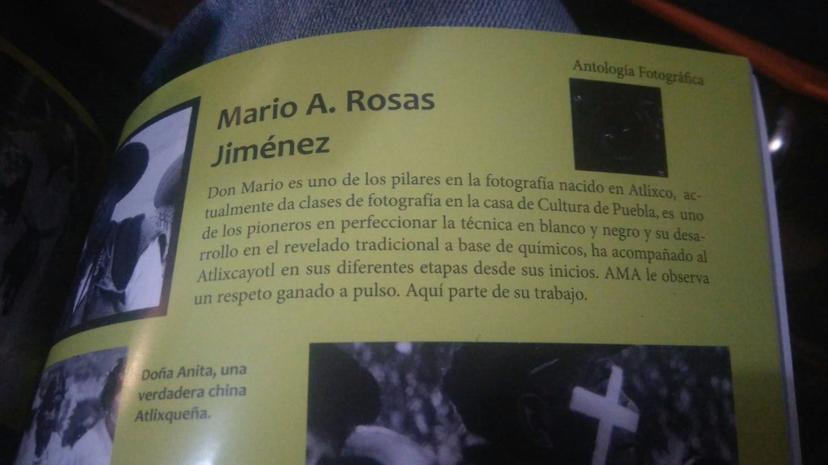 Antología Fotográfica
Mario A. Rosas
Jiménez
Don Mario es uno de los pilares en la fotografía nacido en Atlixco, ac-
tualmente da clases de fotografía en la casa de Cultura de Puebla, es uno
de los pioneros en perfeccionar la técnica en blanco y negro y su desa-
rrollo en el revelado tradicional a base de químicos, ha acompañado al
Atlixcayotl en sus diferentes etapas desde sus inicios. AMA le observa
un respeto ganado a pulso. Aquí parte de su trabajo.
Doña Anita, una
verdadera china
Atlixqueña.